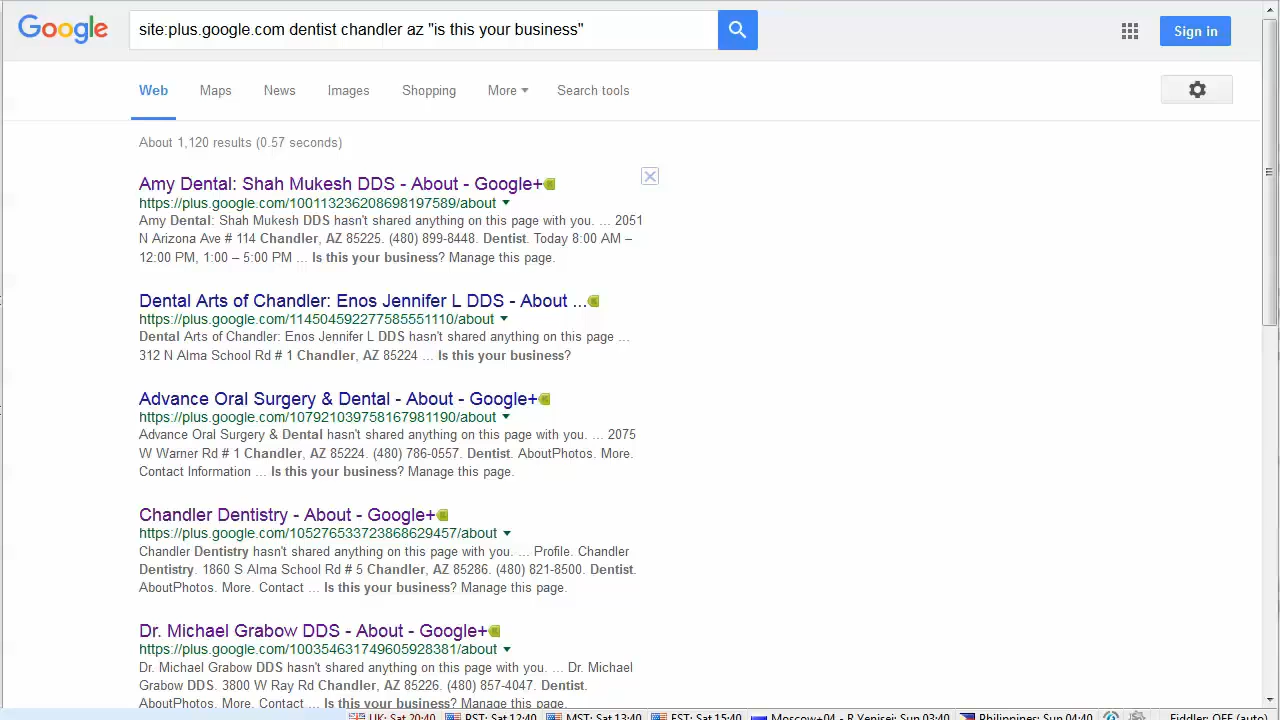 Google
site:plus.google.com dentist chandler az "is this your business"
Sign in
Web Maps News Images Shopping More Search tools
About 1,120 results (0.57 seconds)
Amy Dental: Shah Mukesh DDS - About - Google+
https://plus.google.com/100113236208698197589/about
Amy Dental: Shah Mukesh DDS hasn't shared anything on this page with you. ... 2051
N Arizona Ave # 114 Chandler, AZ 85225. (480) 899-8448. Dentist. Today 8:00 AM –
12:00 PM, 1:00 – 5:00 PM ... Is this your business? Manage this page.
Dental Arts of Chandler: Enos Jennifer L DDS - About ...
https://plus.google.com/114504592277585551110/about
Dental Arts of Chandler: Enos Jennifer L DDS hasn't shared anything on this page ...
312 N Alma School Rd # 1 Chandler, AZ 85224 ... Is this your business?
Advance Oral Surgery & Dental - About - Google+
https://plus.google.com/107921039758167981190/about
Advance Oral Surgery & Dental hasn't shared anything on this page with you. ... 2075
W Warner Rd # 1 Chandler, AZ 85224. (480) 786-0557. Dentist. AboutPhotos. More.
Contact Information ... Is this your business? Manage this page.
Chandler Dentistry - About - Google+
https://plus.google.com/105276533723868629457/about
Chandler Dentistry hasn't shared anything on this page with you. ... Profile. Chandler
Dentistry. 1860 S Alma School Rd # 5 Chandler, AZ 85286. (480) 821-8500. Dentist.
AboutPhotos. More. Contact ... Is this your business? Manage this page.
Dr. Michael Grabow DDS - About - Google+
https://plus.google.com/100354631749605928381/about
Dr. Michael Grabow DDS hasn't shared anything on this page with you. ... Dr. Michael
Grabow DDS. 3800 W Ray Rd Chandler, AZ 85226. (480) 857-4047. Dentist.
AboutPhotos. More. Contact ... Is this your business? Manage this page.
UK: Sat 20:40 PST: Sat 12:40 MST: Sat 13:40 EST: Sat 15:40 Moscow+04 - R Yenisei: Sun 03:40 Philippines: Sun 04:40 Fiddler: OFF (auto)